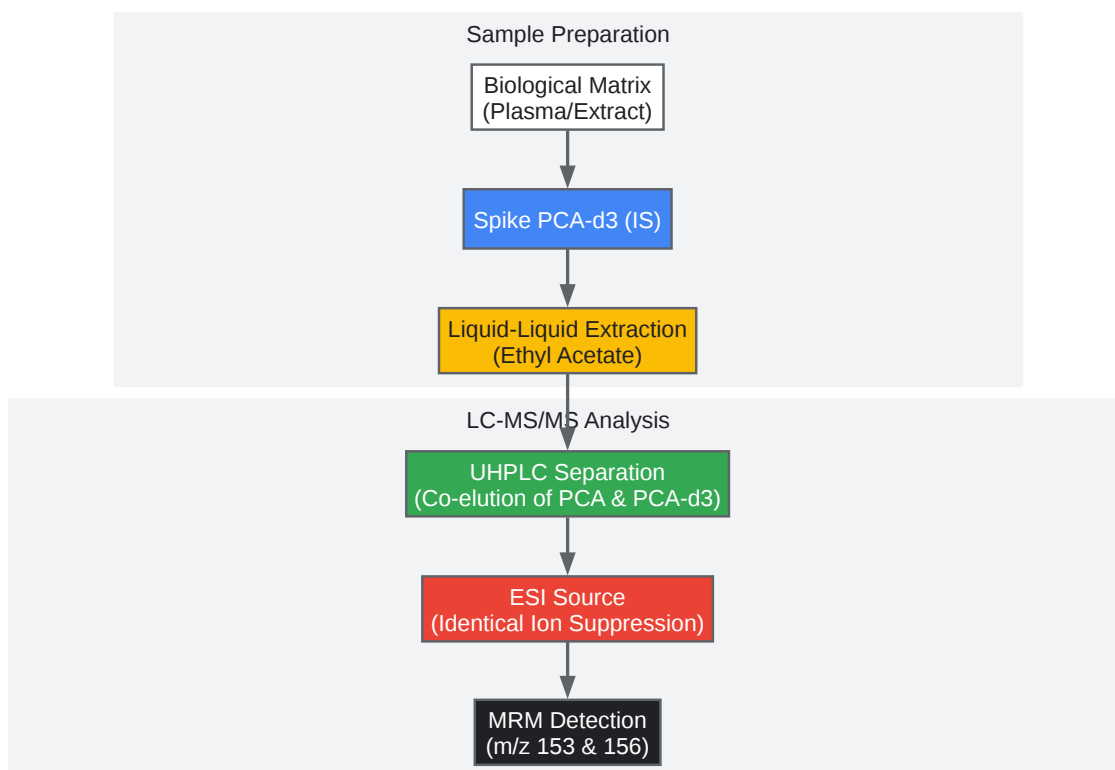 Sample Preparation
Biological Matrix
(Plasma/Extract)
Spike PCA-d3 (IS)
Liquid-Liquid Extraction
(Ethyl Acetate)
LC-MS/MS Analysis
UHPLC Separation
(Co-elution of PCA & PCA-d3)
ESI Source
(Identical Ion Suppression)
MRM Detection
(m/z 153 & 156)